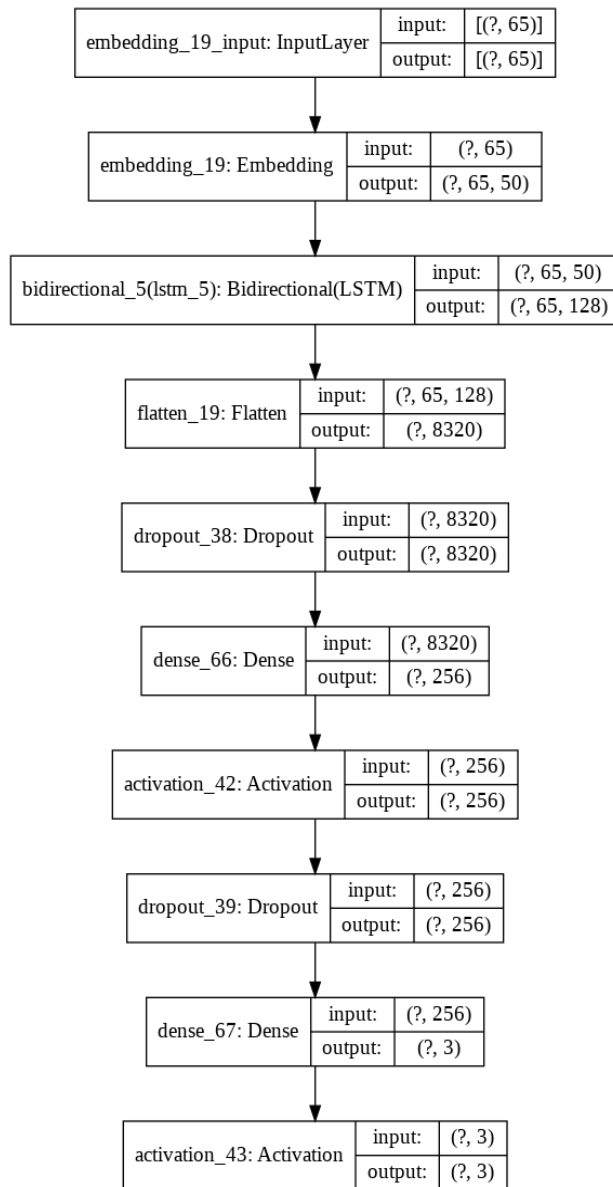 embedding_19_input: InputLayer
input: [(?, 65)]
output: [(?, 65)]
embedding_19: Embedding
input: (?, 65)
output: (?, 65, 50)
bidirectional_5(lstm_5): Bidirectional(LSTM)
input: (?, 65, 50)
output: (?, 65, 128)
flatten_19: Flatten
input: (?, 65, 128)
output: (?, 8320)
dropout_38: Dropout
input: (?, 8320)
output: (?, 8320)
dense_66: Dense
input: (?, 8320)
output: (?, 256)
activation_42: Activation
input: (?, 256)
output: (?, 256)
dropout_39: Dropout
input: (?, 256)
output: (?, 256)
dense_67: Dense
input: (?, 256)
output: (?, 3)
activation_43: Activation
input: (?, 3)
output: (?, 3)